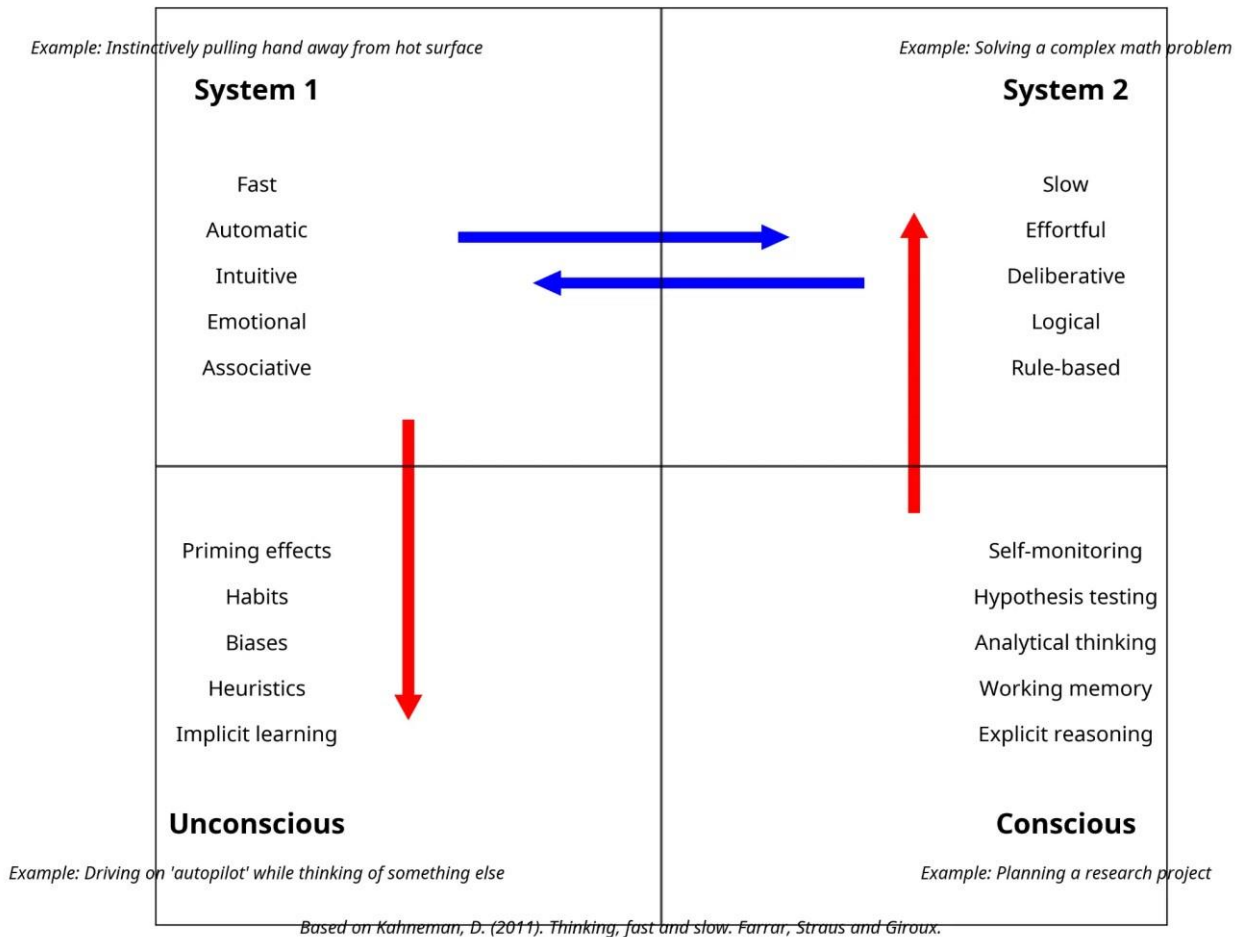 Example: Instinctively pulling hand away from hot surface
System 1
Fast
Automatic
Intuitive
Emotional
Associative
Example: Solving a complex math problem
System 2
Slow
Effortful
Deliberative
Logical
Rule-based
Priming effects
Habits
Biases
Heuristics
Implicit learning
Unconscious
Example: Driving on 'autopilot' while thinking of something else
Self-monitoring
Hypothesis testing
Analytical thinking
Working memory
Explicit reasoning
Conscious
Example: Planning a research project
Based on Kahneman, D. (2011). Thinking, fast and slow. Farrar, Straus and Giroux.